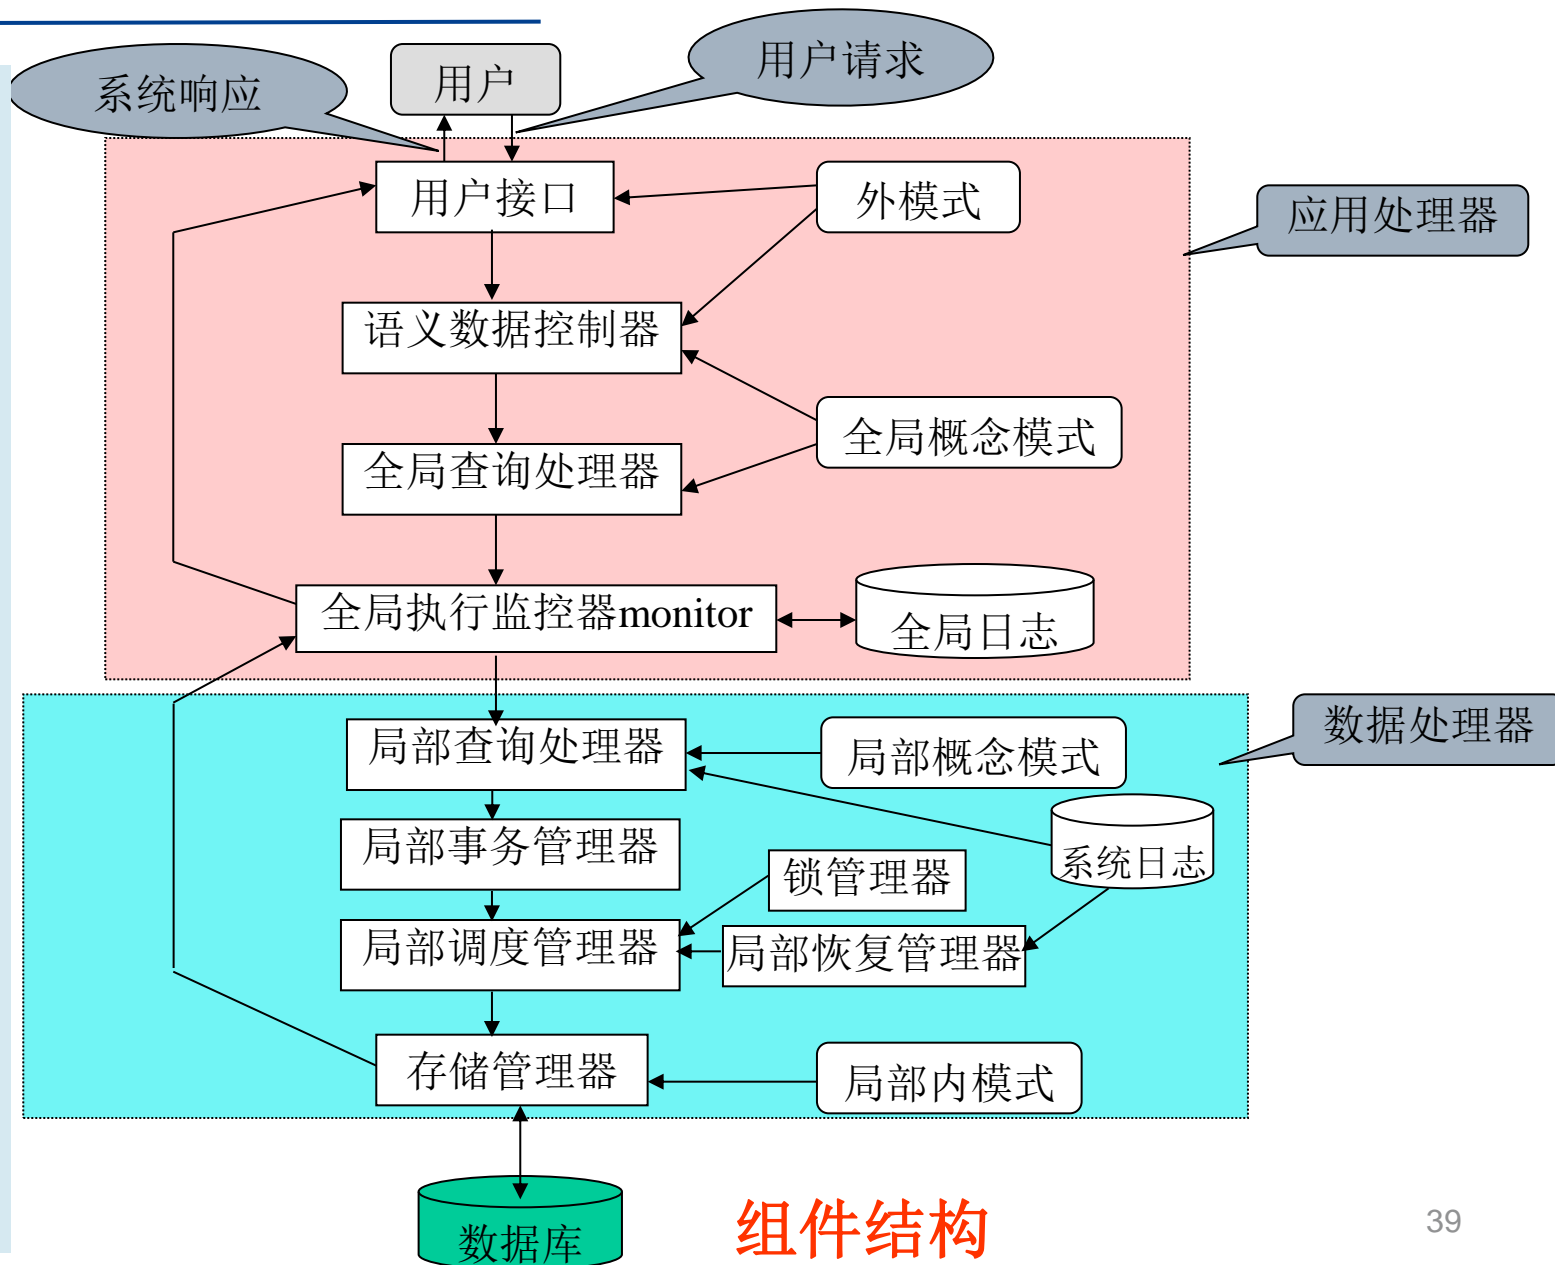 用户请求
用户
系统响应
用户接口
外模式
应用处理器
语义数据控制器
全局概念模式
全局查询处理器
全局执行监控器monitor
全局日志
数据处理器
局部查询处理器
局部概念模式
局部事务管理器
系统日志
锁管理器
局部调度管理器
局部恢复管理器
存储管理器
局部内模式
数据库
组件结构
39